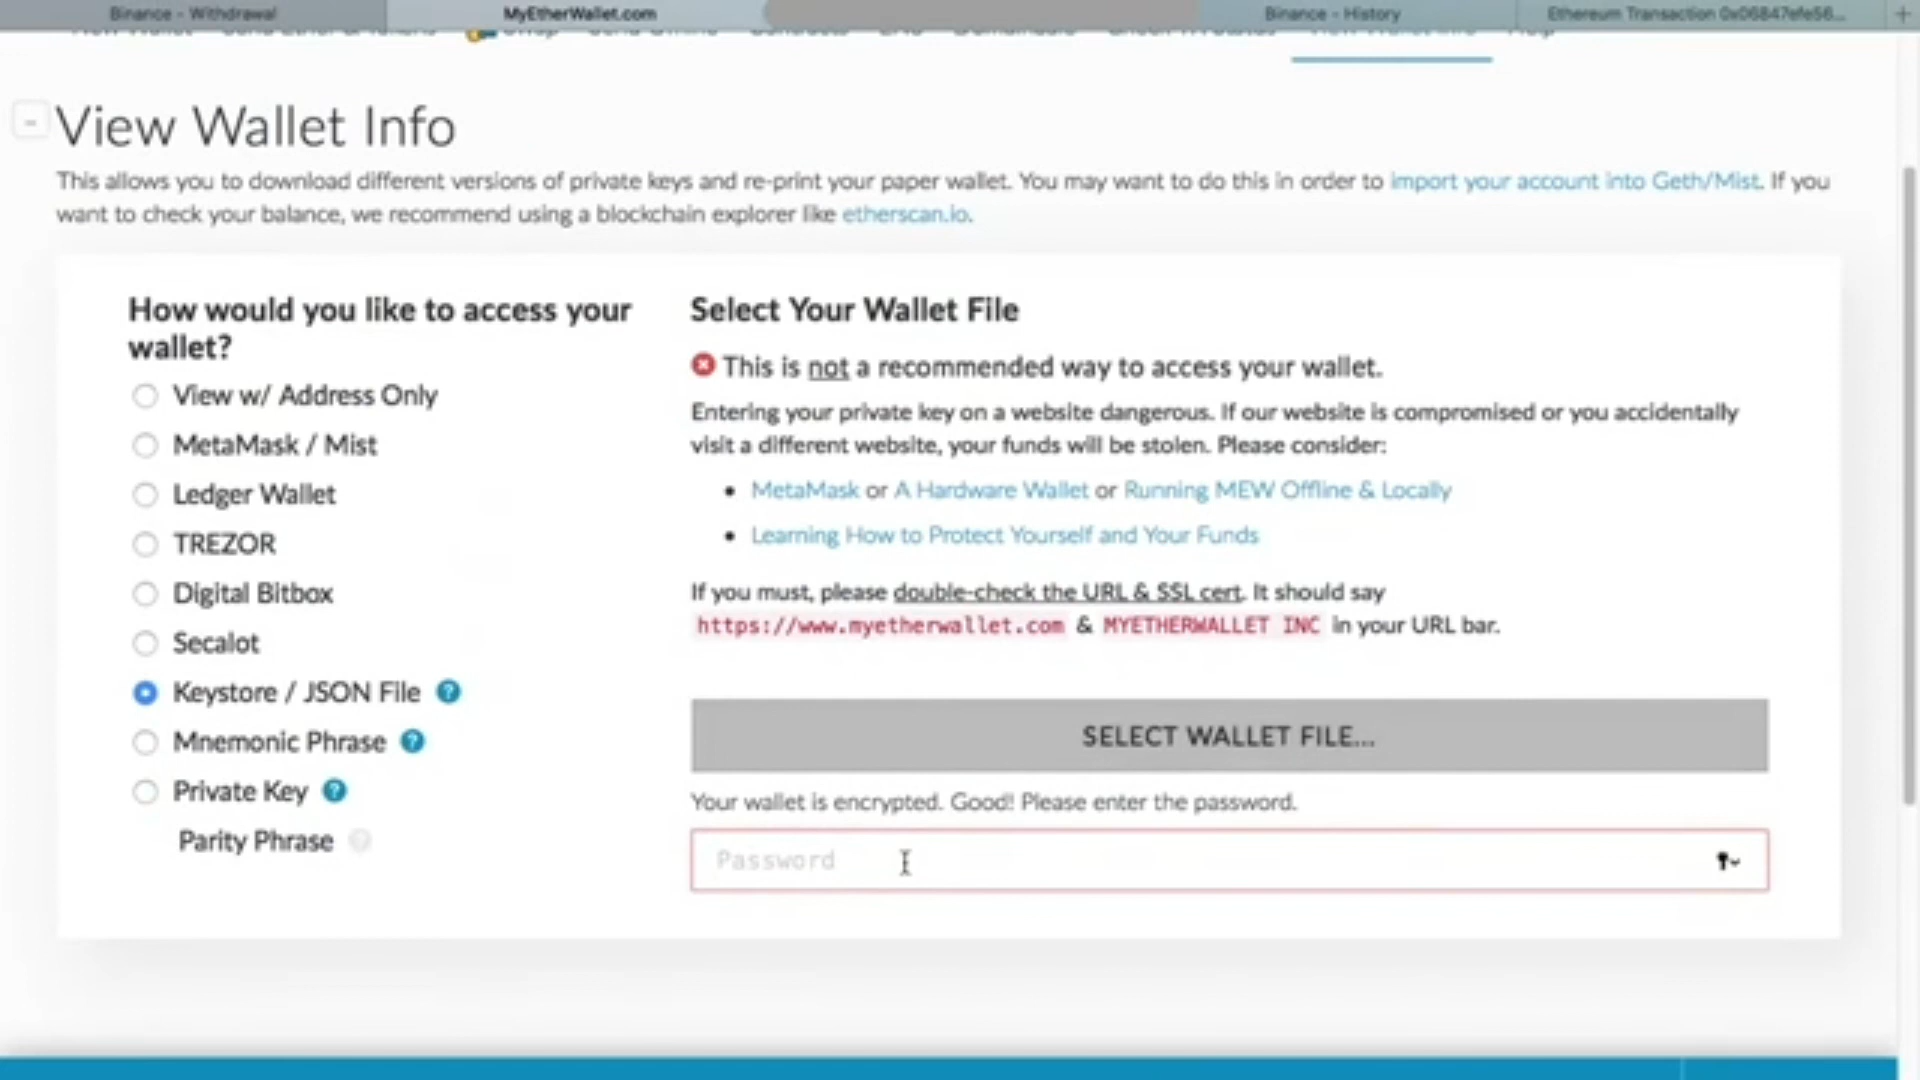 Binance - Withdrawal
MyEtherWallet.com
Binance - History
Ethereum Transaction 0x06847efe56...
+
View Wallet Info
This allows you to download different versions of private keys and re-print your paper wallet. You may want to do this in order to import your account into Geth/Mist. If you
want to check your balance, we recommend using a blockchain explorer like etherscan.io.
How would you like to access your
wallet?
View w/ Address Only
MetaMask / Mist
Ledger Wallet
TREZOR
Digital Bitbox
Secalot
Keystore / JSON File ?
Mnemonic Phrase ?
Private Key ?
Parity Phrase
Select Your Wallet File
This is not a recommended way to access your wallet.
Entering your private key on a website dangerous. If our website is compromised or you accidentally
visit a different website, your funds will be stolen. Please consider:
• MetaMask or A Hardware Wallet or Running MEW Offline & Locally
• Learning How to Protect Yourself and Your Funds
If you must, please double-check the URL & SSL cert. It should say
https://www.myetherwallet.com & MYETHERWALLET INC in your URL bar.
SELECT WALLET FILE...
Your wallet is encrypted. Good! Please enter the password.
Password